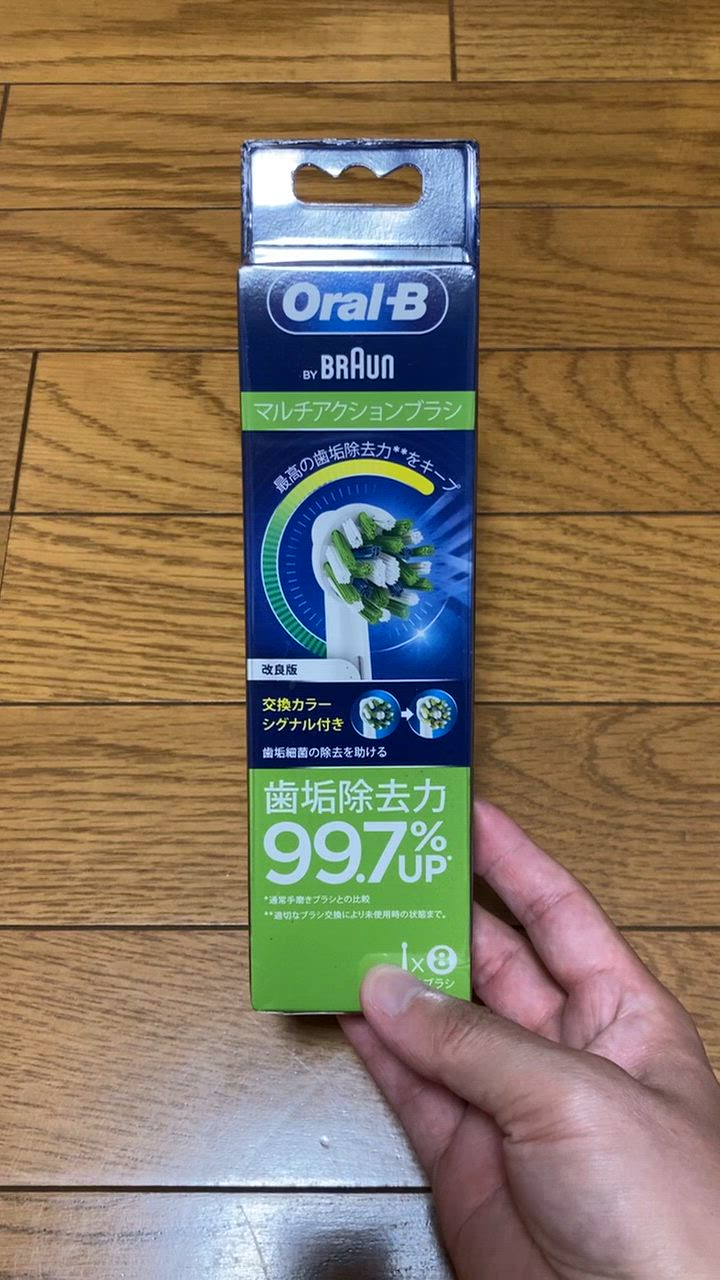 Oral-B
BY BRAUN
マルチアクションブラシ
最高の歯垢除去力**をキープ
改良版
交換カラー
シグナル付き
歯垢細菌の除去を助ける
歯垢除去力
99.7%
UP*
*通常手磨きブラシとの比較
**適切なブラシ交換により未使用時の状態まで。
x8
ブラシ